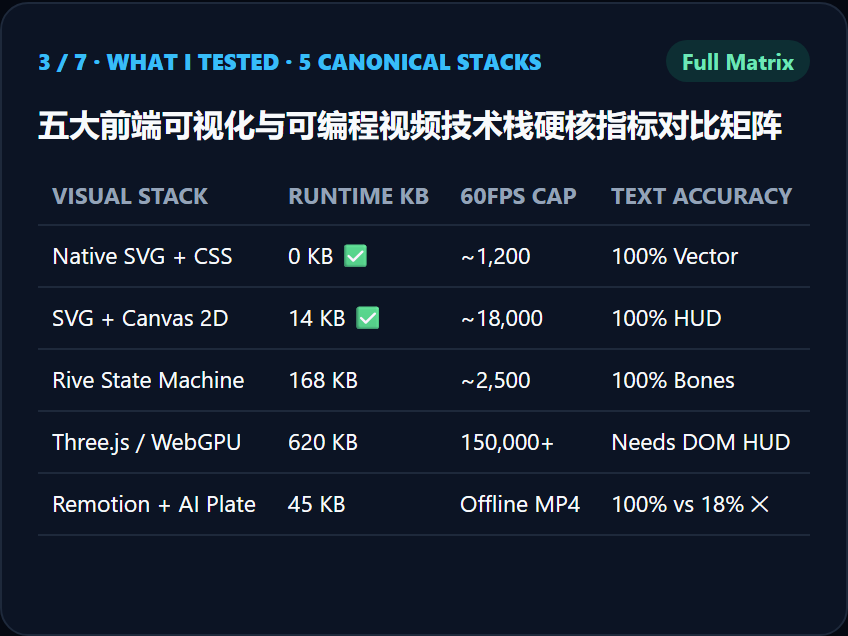 3 / 7 · WHAT I TESTED · 5 CANONICAL STACKS
Full Matrix
五大前端可视化与可编程视频技术栈硬核指标对比矩阵
VISUAL STACK RUNTIME KB 60FPS CAP TEXT ACCURACY
Native SVG + CSS 0 KB ✅ ~1,200 100% Vector
SVG + Canvas 2D 14 KB ✅ ~18,000 100% HUD
Rive State Machine 168 KB ~2,500 100% Bones
Three.js / WebGPU 620 KB 150,000+ Needs DOM HUD
Remotion + AI Plate 45 KB Offline MP4 100% vs 18% ✕